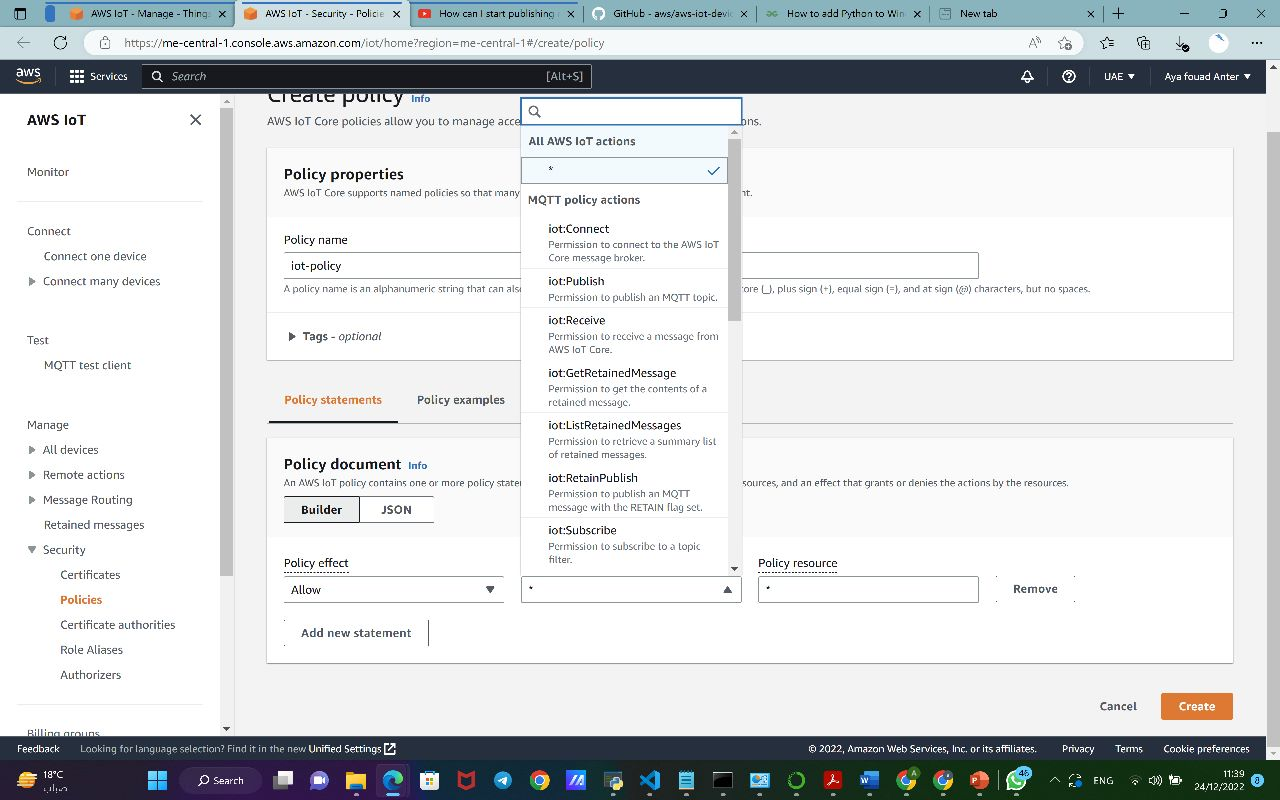 AWS IoT - Manage - Things
AWS IoT - Security - Policie
How can I start publishing
GitHub - aws/aws-iot-devic
How to add Python to Win
New tab
https://me-central-1.console.aws.amazon.com/iot/home?region=me-central-1#/create/policy
aws
Services
Search
[Alt+S]
UAE
Aya fouad Anter
AWS IoT
Monitor
Connect
Connect one device
Connect many devices
Test
MQTT test client
Manage
All devices
Remote actions
Message Routing
Retained messages
Security
Certificates
Policies
Certificate authorities
Role Aliases
Authorizers
Billing groups
Create policy Info
AWS IoT Core policies allow you to manage acce
ons.
Policy properties
AWS IoT Core supports named policies so that many
nt.
Policy name
iot-policy
A policy name is an alphanumeric string that can also
ore (_), plus sign (+), equal sign (=), and at sign (@) characters, but no spaces.
Tags - optional
Policy statements
Policy examples
Policy document Info
An AWS IoT policy contains one or more policy state
sources, and an effect that grants or denies the actions by the resources.
Builder
JSON
Policy effect
Allow
All AWS IoT actions
*
MQTT policy actions
iot:Connect
Permission to connect to the AWS IoT
Core message broker.
iot:Publish
Permission to publish an MQTT topic.
iot:Receive
Permission to receive a message from
AWS IoT Core.
iot:GetRetainedMessage
Permission to get the contents of a
retained message.
iot:ListRetainedMessages
Permission to retrieve a summary list
of retained messages.
iot:RetainPublish
Permission to publish an MQTT
message with the RETAIN flag set.
iot:Subscribe
Permission to subscribe to a topic
filter.
*
Policy resource
*
Remove
Add new statement
Cancel
Create
Feedback
Looking for language selection? Find it in the new Unified Settings
© 2022, Amazon Web Services, Inc. or its affiliates.
Privacy
Terms
Cookie preferences
18°C
ضباب
Search
46
ENG
11:39
24/12/2022
8